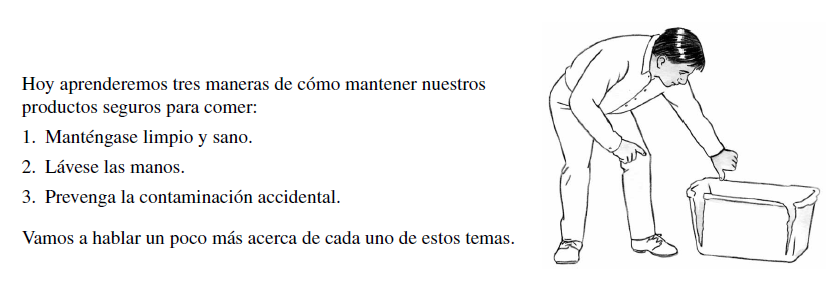 Hoy aprenderemos tres maneras de cómo mantener nuestros
productos seguros para comer:
1. Manténgase limpio y sano.
2. Lávese las manos.
3. Prevenga la contaminación accidental.
Vamos a hablar un poco más acerca de cada uno de estos temas.